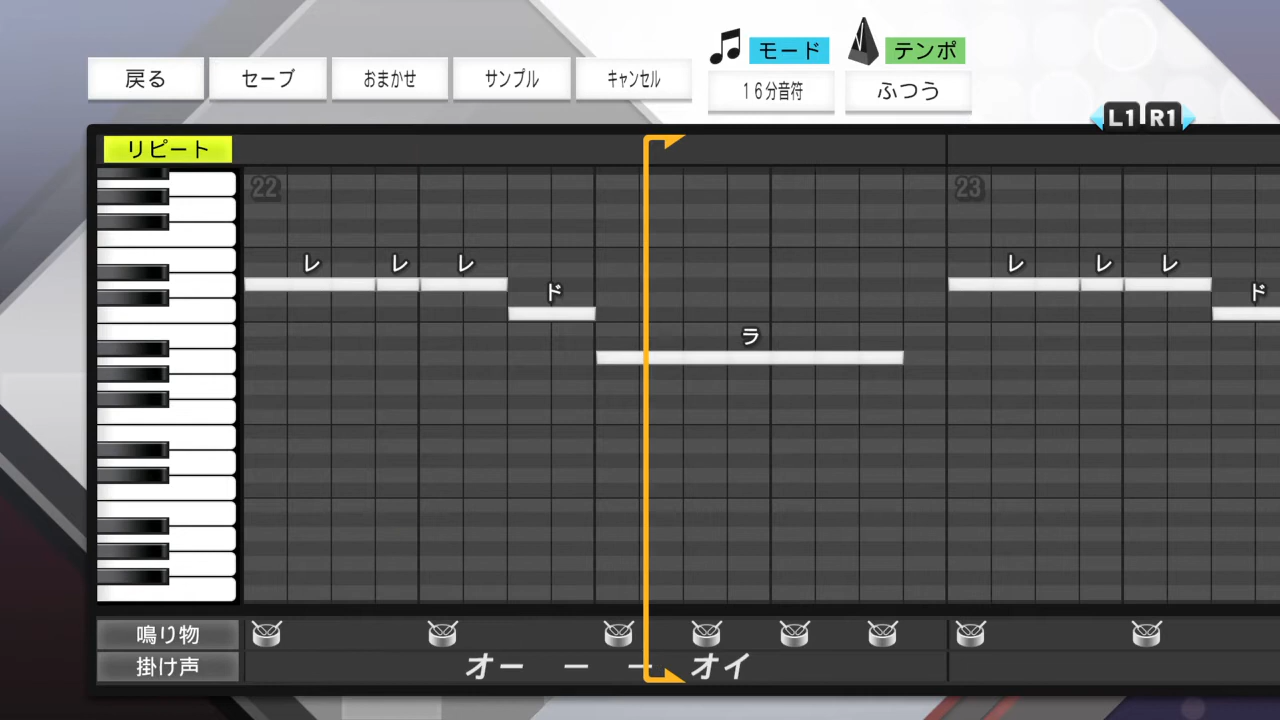 モード テンポ
戻る セーブ おまかせ サンプル キャンセル 16分音符 ふつう
L1 R1
リピート
22 23
レ レ レ レ レ レ
ド ド
ラ
鳴り物
掛け声 オー ー ー オイ